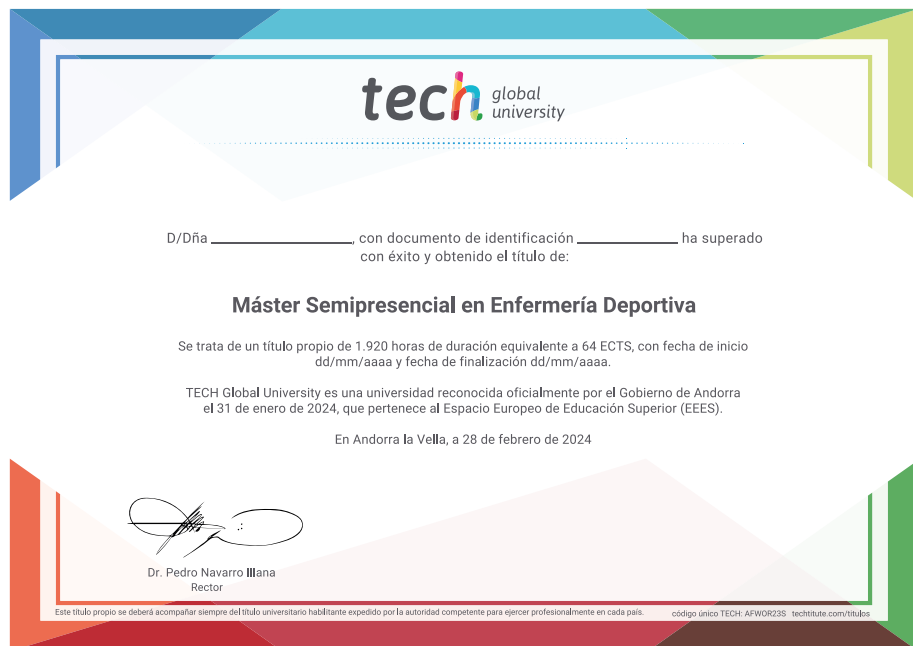 tech global university
D/Dña ______________, con documento de identificación __________ ha superado
con éxito y obtenido el título de:
Máster Semipresencial en Enfermería Deportiva
Se trata de un título propio de 1.920 horas de duración equivalente a 64 ECTS, con fecha de inicio
dd/mm/aaaa y fecha de finalización dd/mm/aaaa.
TECH Global University es una universidad reconocida oficialmente por el Gobierno de Andorra
el 31 de enero de 2024, que pertenece al Espacio Europeo de Educación Superior (EEES).
En Andorra la Vella, a 28 de febrero de 2024
Dr. Pedro Navarro Illana
Rector
Este título propio se deberá acompañar siempre del título universitario habilitante expedido por la autoridad competente para ejercer profesionalmente en cada país. código único TECH: AFWOR23S techtitute.com/titulos